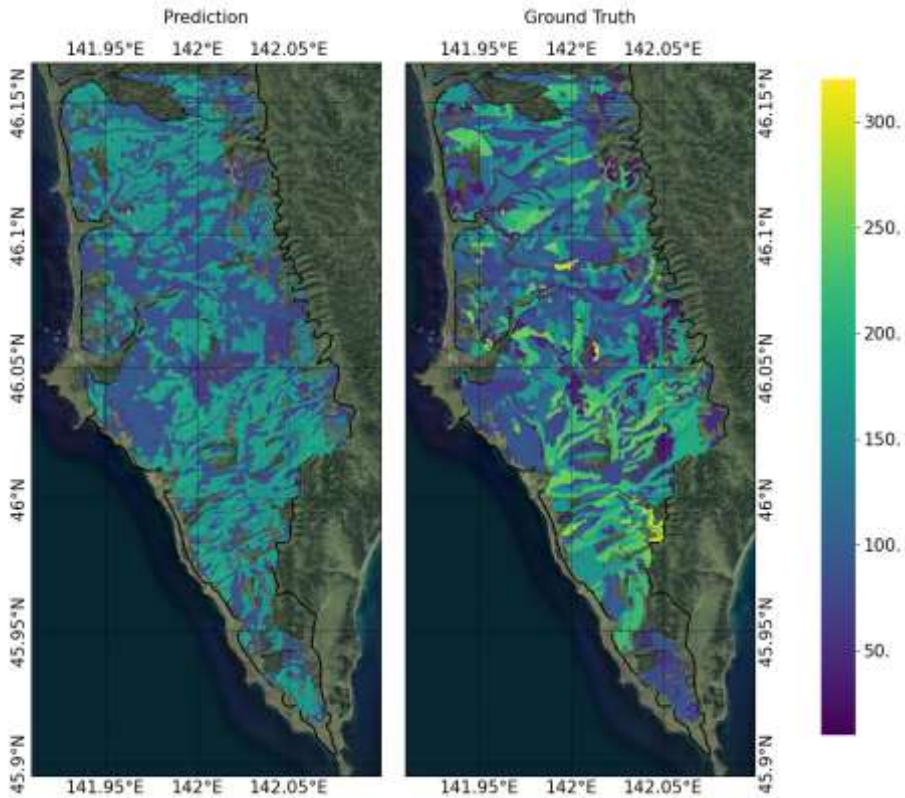 Prediction
Ground Truth
141.95°E 142°E 142.05°E
141.95°E 142°E 142.05°E
46.15°N
46.1°N
46.05°N
46°N
45.95°N
45.9°N
46.15°N
46.1°N
46.05°N
46°N
45.95°N
45.9°N
300.
250.
200.
150.
100.
50.
141.95°E 142°E 142.05°E
141.95°E 142°E 142.05°E